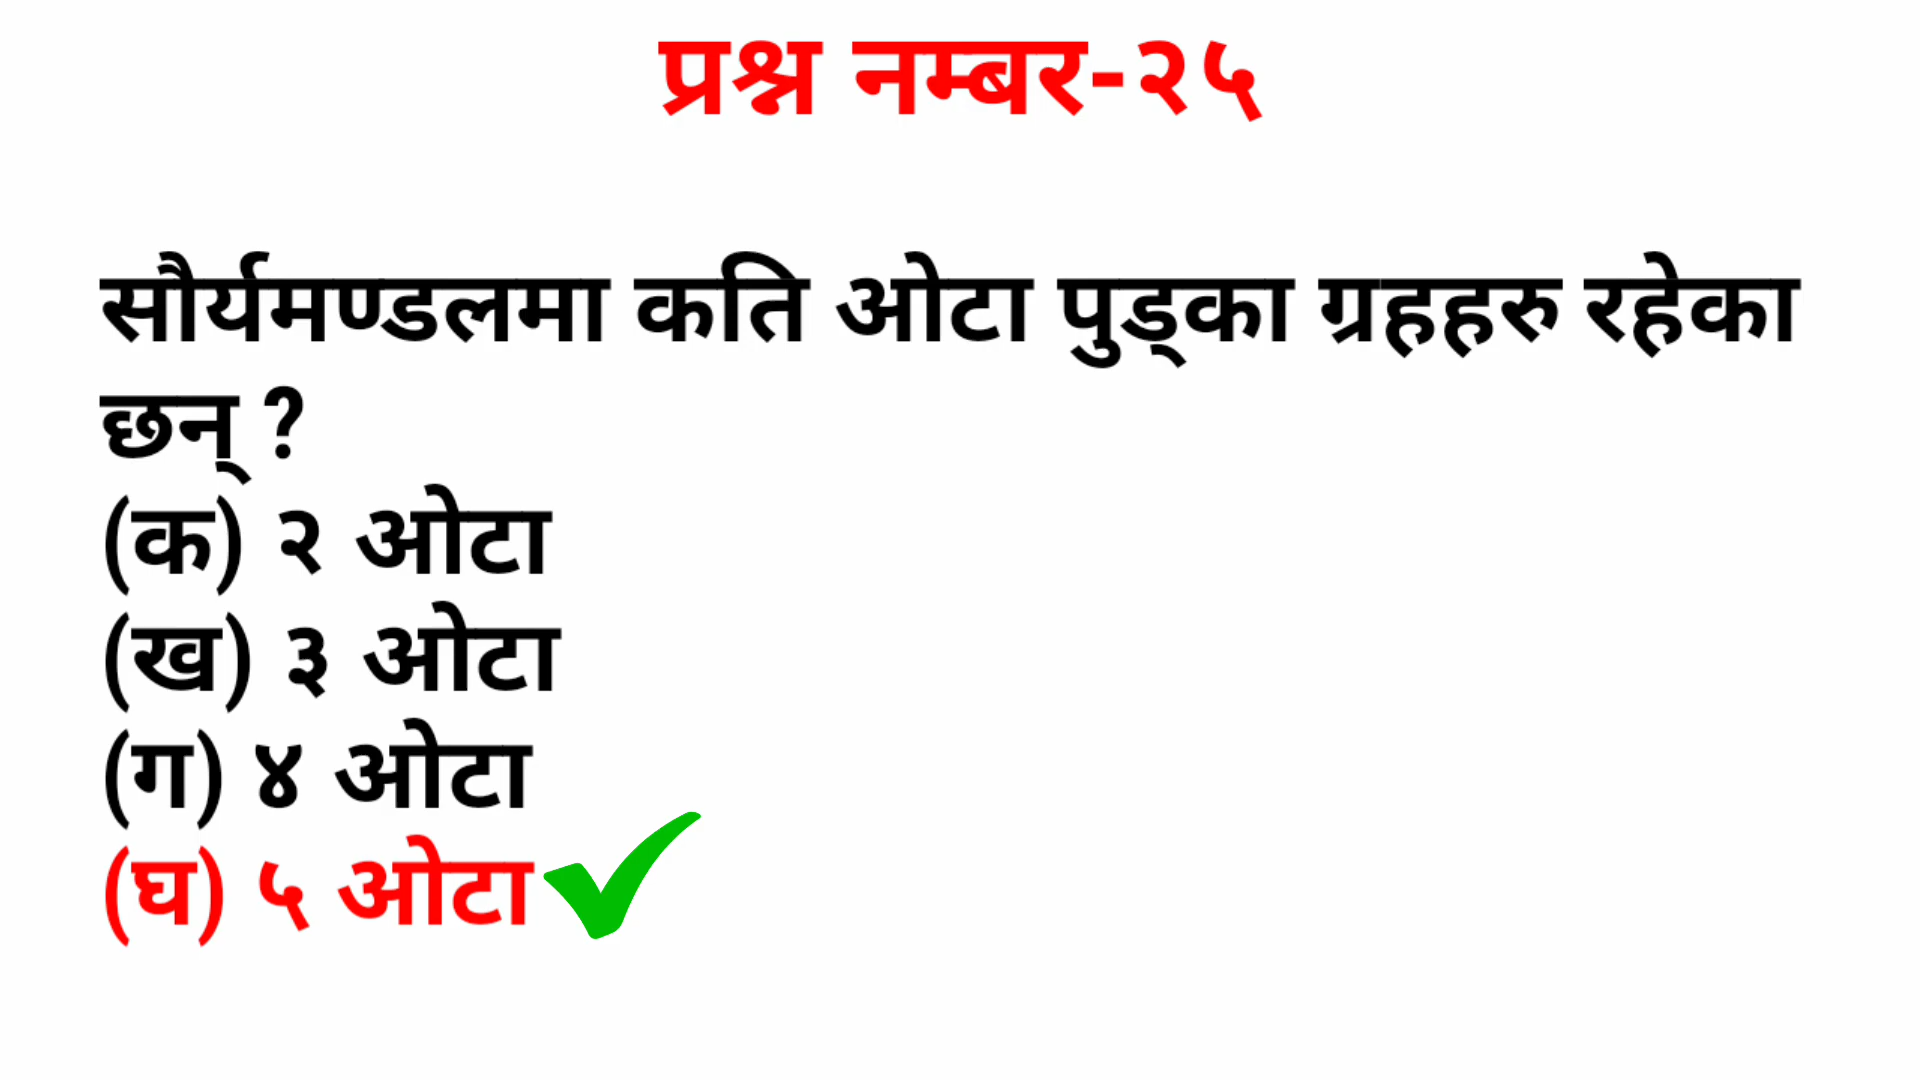 प्रश्न नम्बर-२५
सौर्यमण्डलमा कति ओटा पुड्का ग्रहहरु रहेका
छन् ?
(क) २ ओटा
(ख) ३ ओटा
(ग) ४ ओटा
(घ) ५ ओटा